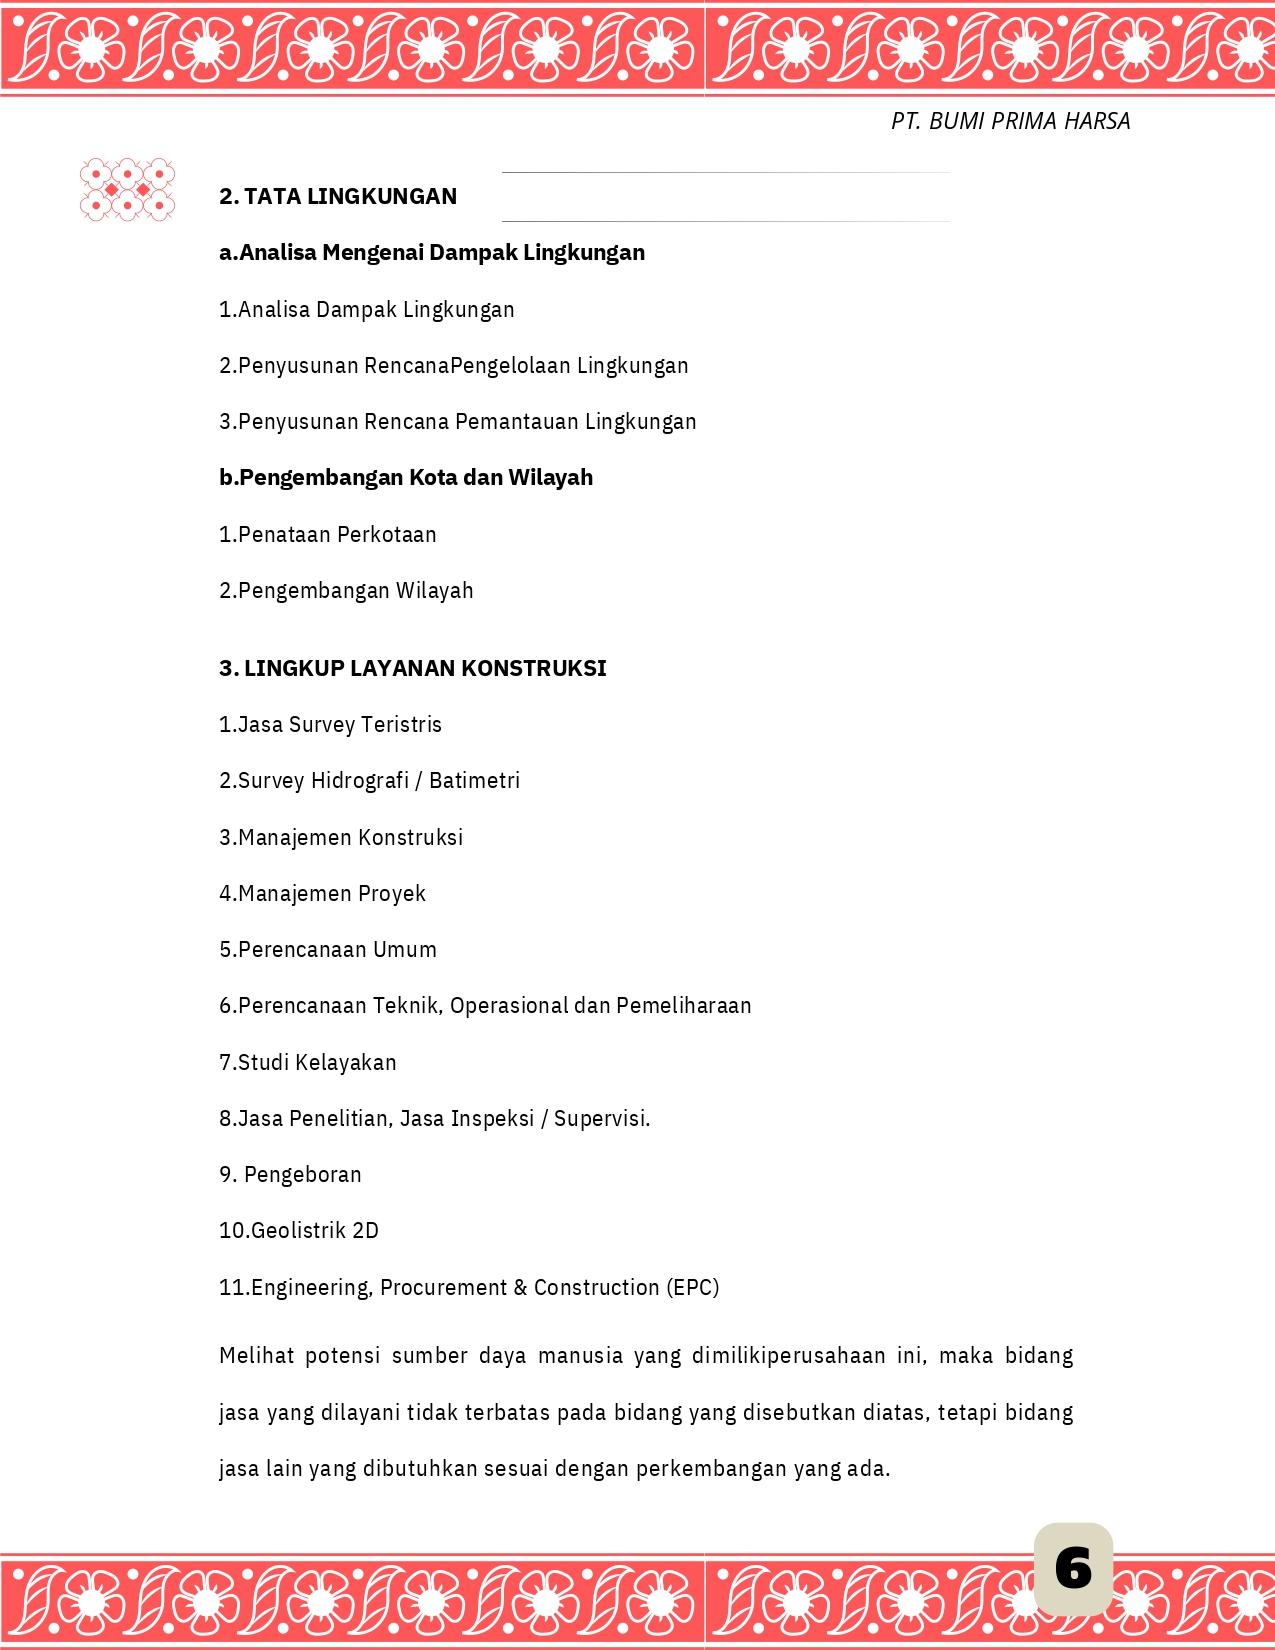 PT. BUMI PRIMA HARSA
2. TATA LINGKUNGAN
a.Analisa Mengenai Dampak Lingkungan
1.Analisa Dampak Lingkungan
2.Penyusunan RencanaPengelolaan Lingkungan
3.Penyusunan Rencana Pemantauan Lingkungan
b.Pengembangan Kota dan Wilayah
1.Penataan Perkotaan
2.Pengembangan Wilayah
3. LINGKUP LAYANAN KONSTRUKSI
1.Jasa Survey Teristris
2.Survey Hidrografi / Batimetri
3.Manajemen Konstruksi
4.Manajemen Proyek
5.Perencanaan Umum
6.Perencanaan Teknik, Operasional dan Pemeliharaan
7.Studi Kelayakan
8.Jasa Penelitian, Jasa Inspeksi / Supervisi.
9. Pengeboran
10.Geolistrik 2D
11.Engineering, Procurement & Construction (EPC)
Melihat potensi sumber daya manusia yang dimilikiperusahaan ini, maka bidang
jasa yang dilayani tidak terbatas pada bidang yang disebutkan diatas, tetapi bidang
jasa lain yang dibutuhkan sesuai dengan perkembangan yang ada.
6